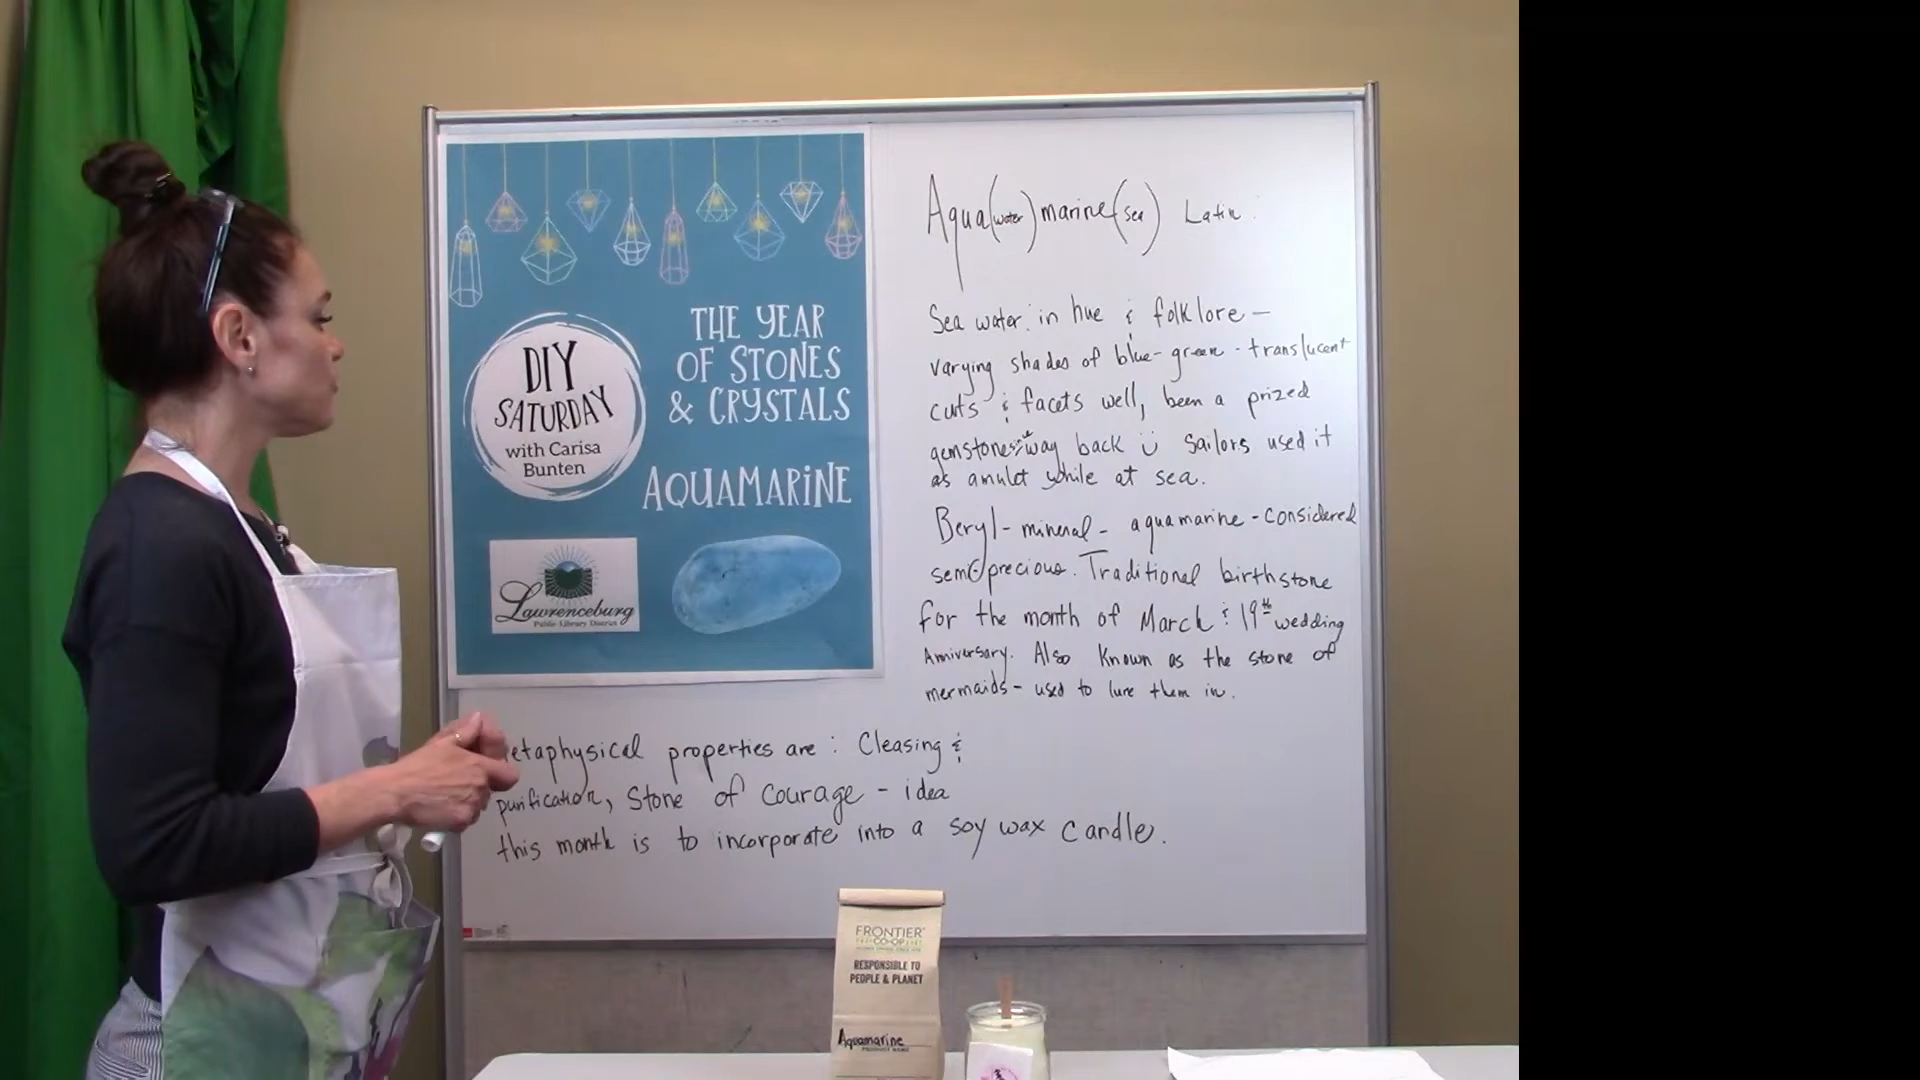 THE YEAR
OF STONES
& CRYSTALS
DIY
SATURDAY
with Carisa
Bunten
AQUAMARINE
Lawrenceburg
Public Library District
Aqua (water) marine (sea) Latin.
Sea water in hue & folklore -
varying shades of blue-green - translucent
cuts & facets well, been a prized
gemstone way back Sailors used it
as amulet while at sea.
Beryl - mineral - aquamarine - considered
semi-precious. Traditional birthstone
for the month of March & 19th wedding
Anniversary. Also known as the stone of
mermaids - used to lure them in.
etaphysical properties are: Cleasing &
purification, Stone of Courage - idea
this month is to incorporate into a soy wax candle.
FRONTIER
CO-OP
RESPONSIBLE TO
PEOPLE & PLANET
Aquamarine
PRODUCT NAME